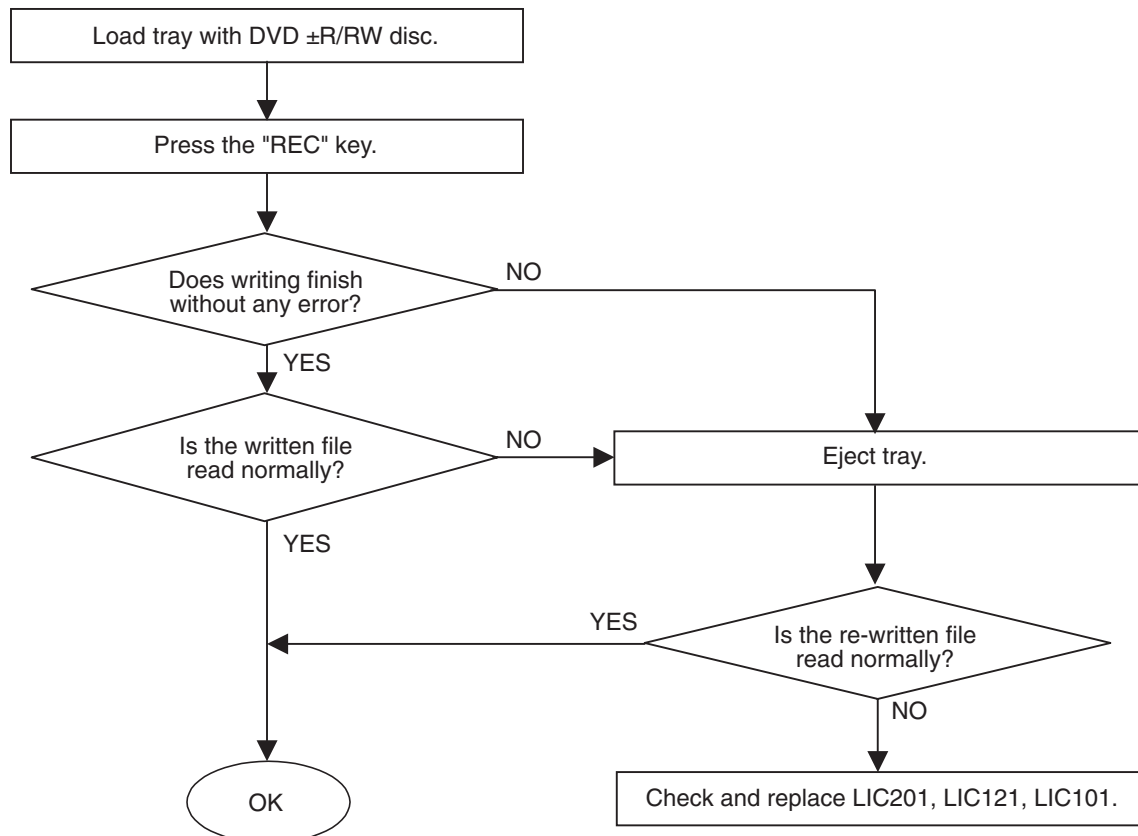 Load tray with DVD ±R/RW disc.
Press the "REC" key.
Does writing finish
without any error?
NO
YES
Is the written file
read normally?
NO
Eject tray.
YES
YES
Is the re-written file
read normally?
NO
OK
Check and replace LIC201, LIC121, LIC101.